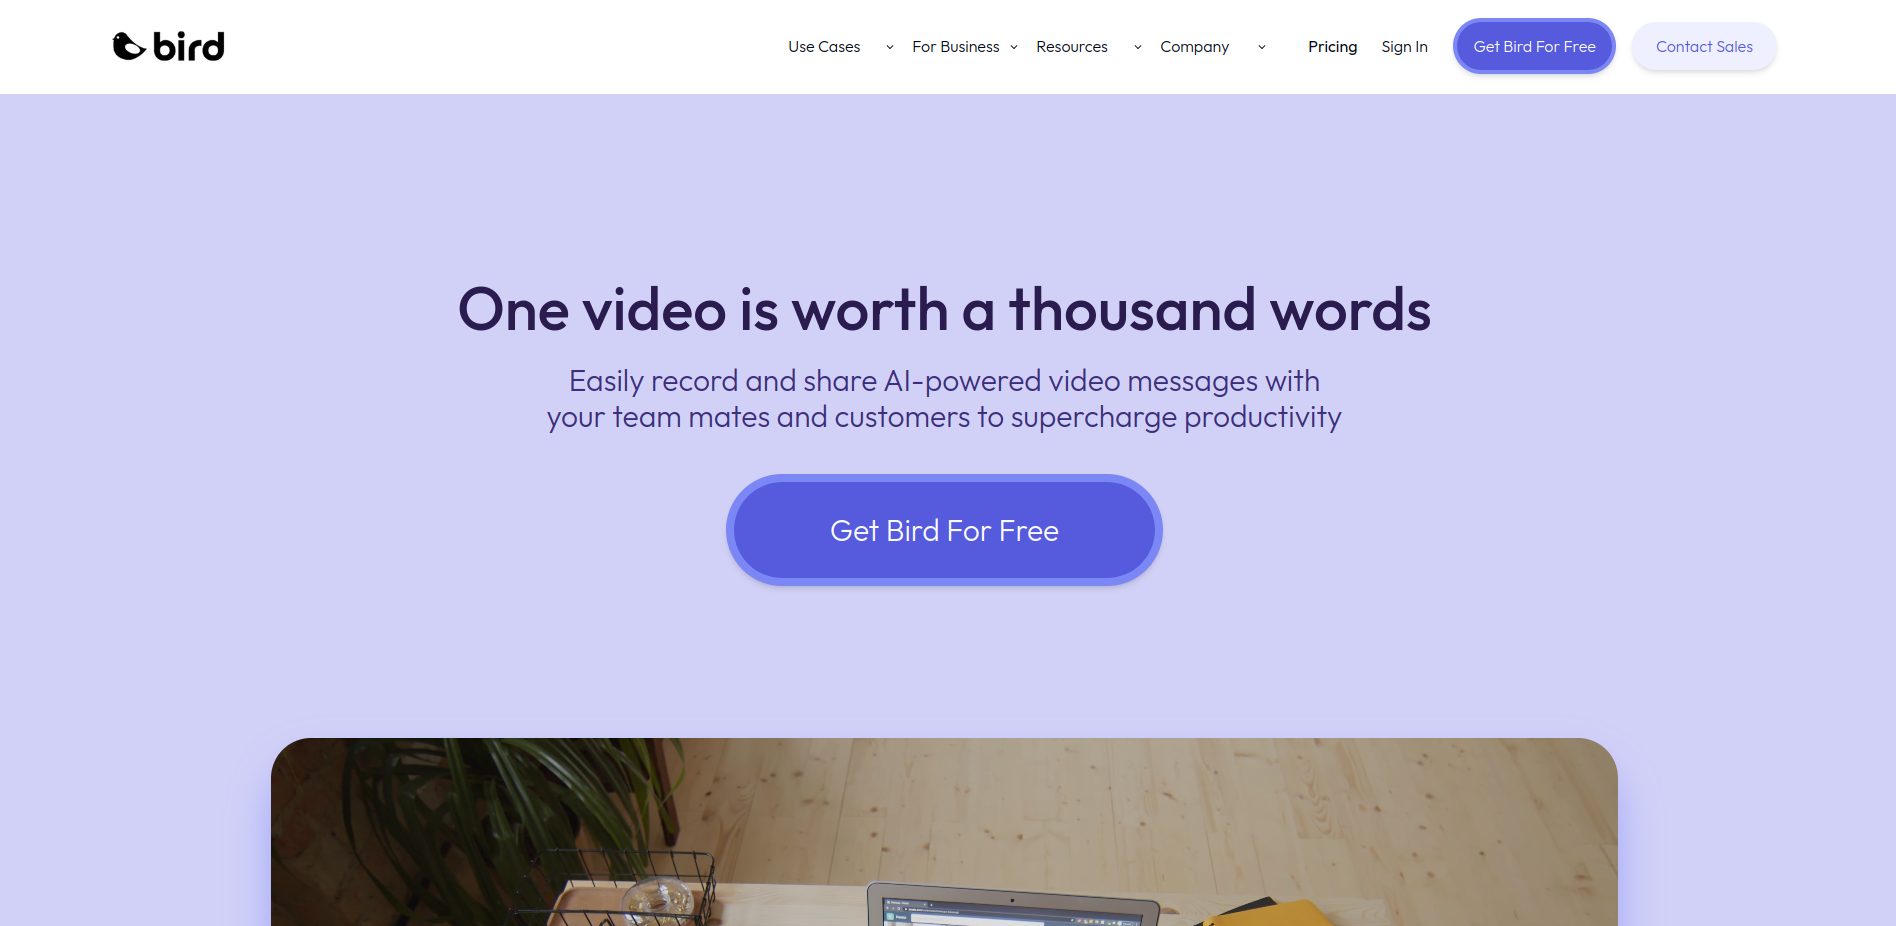 bird
Use Cases
For Business
Resources
Company
Pricing
Sign In
Get Bird For Free
Contact Sales
One video is worth a thousand words
Easily record and share AI-powered video messages with
your team mates and customers to supercharge productivity
Get Bird For Free